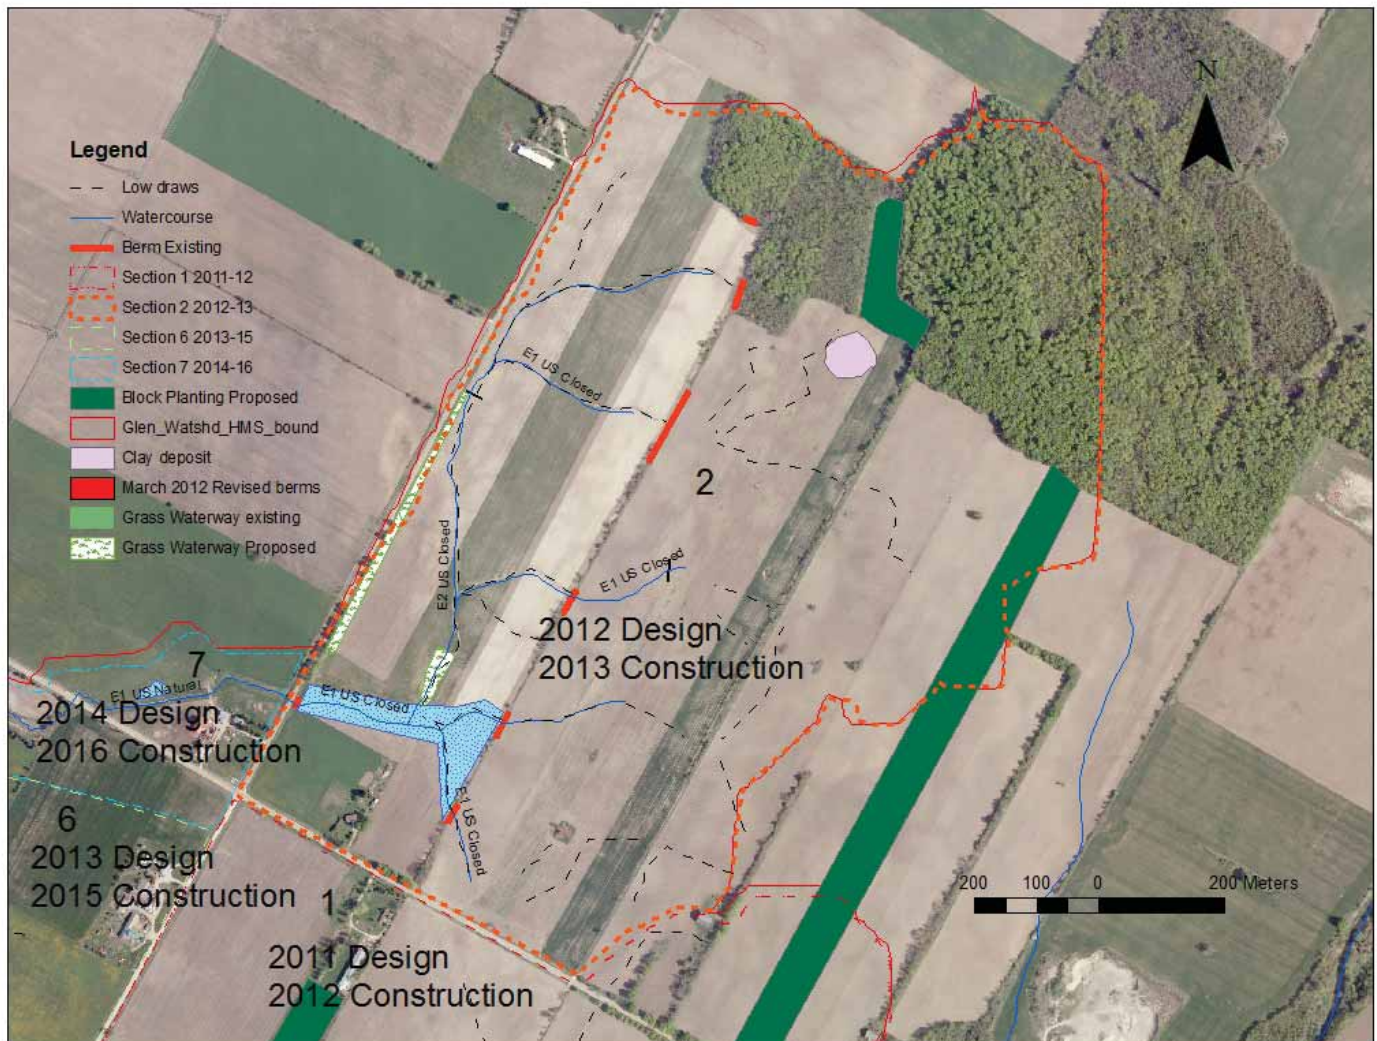 N
Legend
Low draws
Watercourse
Berm Existing
Section 1 2011-12
Section 2 2012-13
Section 6 2013-15
Section 7 2014-16
Block Planting Proposed
Glen_Watshd_HMS_bound
Clay deposit
March 2012 Revised berms
Grass Waterway existing
Grass Waterway Proposed
E1 US Closed
2
E2 US Closed
E1 US Closed
1
2012 Design
2013 Construction
7
E1 US Natural
E1 US Closed
2014 Design
2016 Construction
E1 US Closed
6
2013 Design
2015 Construction
1
2011 Design
2012 Construction
200 100 0 200 Meters